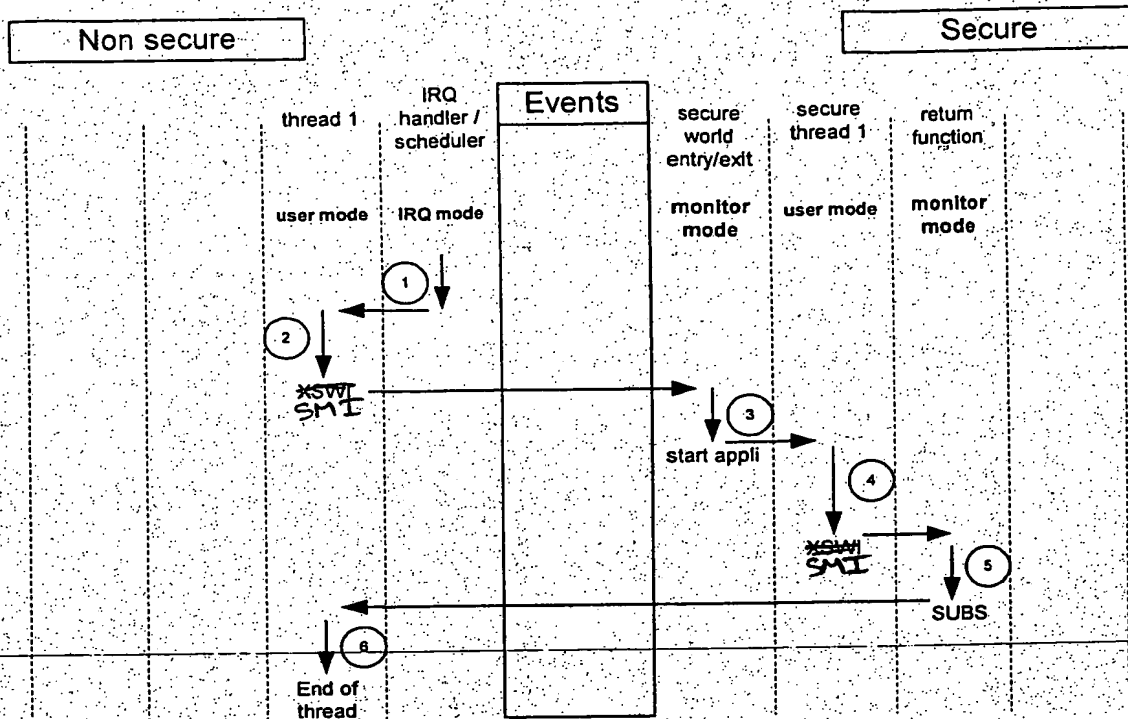 Non secure
Secure
Events
thread 1
IRQ
handler /
scheduler
secure
world
entry/exit
secure
thread 1
return
function
user mode
IRQ mode
monitor
mode
user mode
monitor
mode
1
2
XSWI
SMI
3
start appli
4
XSWI
SMI
5
SUBS
6
End of
thread